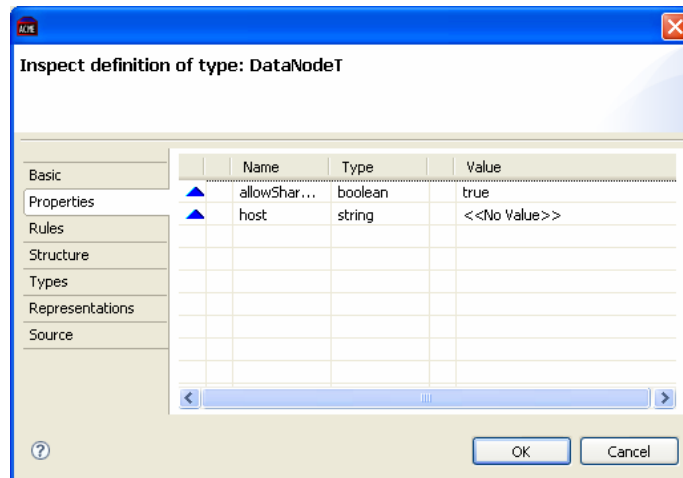 ACME
Inspect definition of type: DataNodeT
Basic
Properties
Rules
Structure
Types
Representations
Source
Name Type Value
allowShar... boolean true
host string <<No Value>>
? OK Cancel